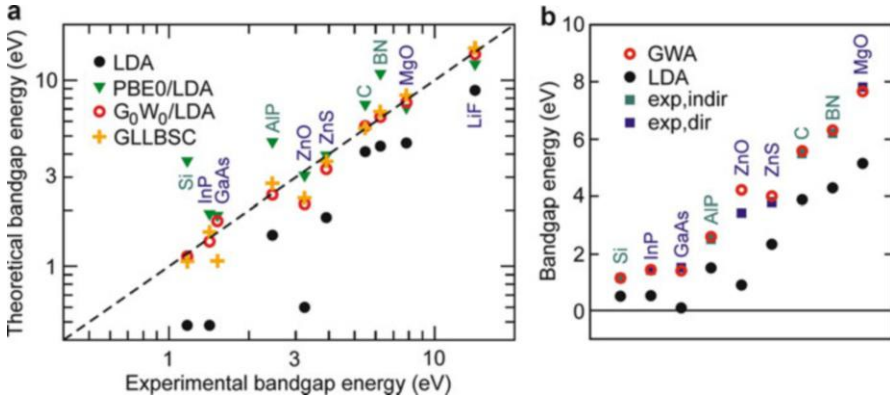 a
Theoretical bandgap energy (eV)
10
3
1
LDA
PBE0/LDA
G₀W₀/LDA
GLLBSC
Si
InP
GaAs
AlP
ZnO
ZnS
C
BN
MgO
LiF
1
3
10
Experimental bandgap energy (eV)
b
Bandgap energy (eV)
10
8
6
4
2
0
GWA
LDA
exp,indir
exp,dir
Si
InP
GaAs
AlP
ZnO
ZnS
C
BN
MgO